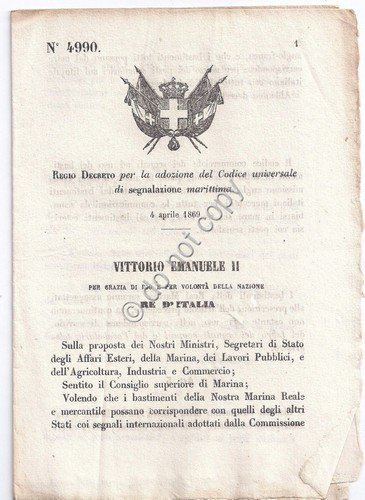 N° 4990.
1
REGIO DECRETO per la adozione del Codice universale
di segnalazione marittima.
4 aprile 1869
VITTORIO EMANUELE II
PER GRAZIA DI DIO E PER VOLONTÀ DELLA NAZIONE
RE D'ITALIA
Sulla proposta dei Nostri Ministri, Segretari di Stato
degli Affari Esteri, della Marina, dei Lavori Pubblici, e
dell'Agricoltura, Industria e Commercio;
Sentito il Consiglio superiore di Marina;
Volendo che i bastimenti della Nostra Marina Reale
e mercantile possano corrispondere con quelli degli altri
Stati coi segnali internazionali adottati dalla Commissione
do not copy